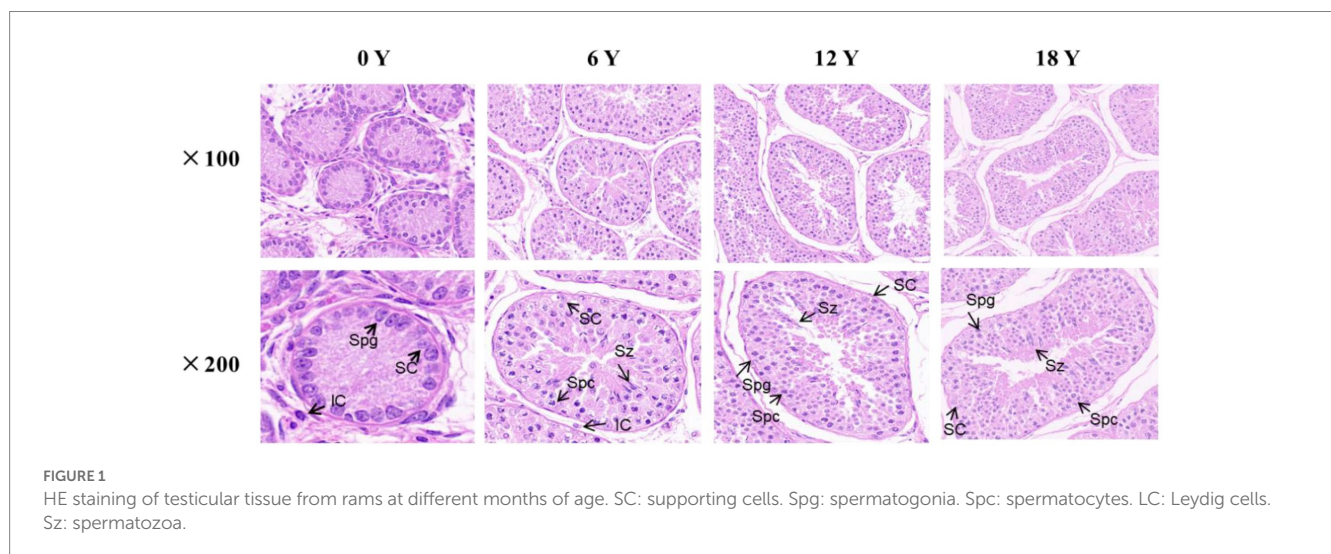 0 Y 6 Y 12 Y 18 Y
× 100
× 200
Spg
SC
IC
SC
Sz
Spc
IC
Sz
SC
Spg
Spc
Spg
Sz
SC
Spc
FIGURE 1
HE staining of testicular tissue from rams at different months of age. SC: supporting cells. Spg: spermatogonia. Spc: spermatocytes. LC: Leydig cells.
Sz: spermatozoa.